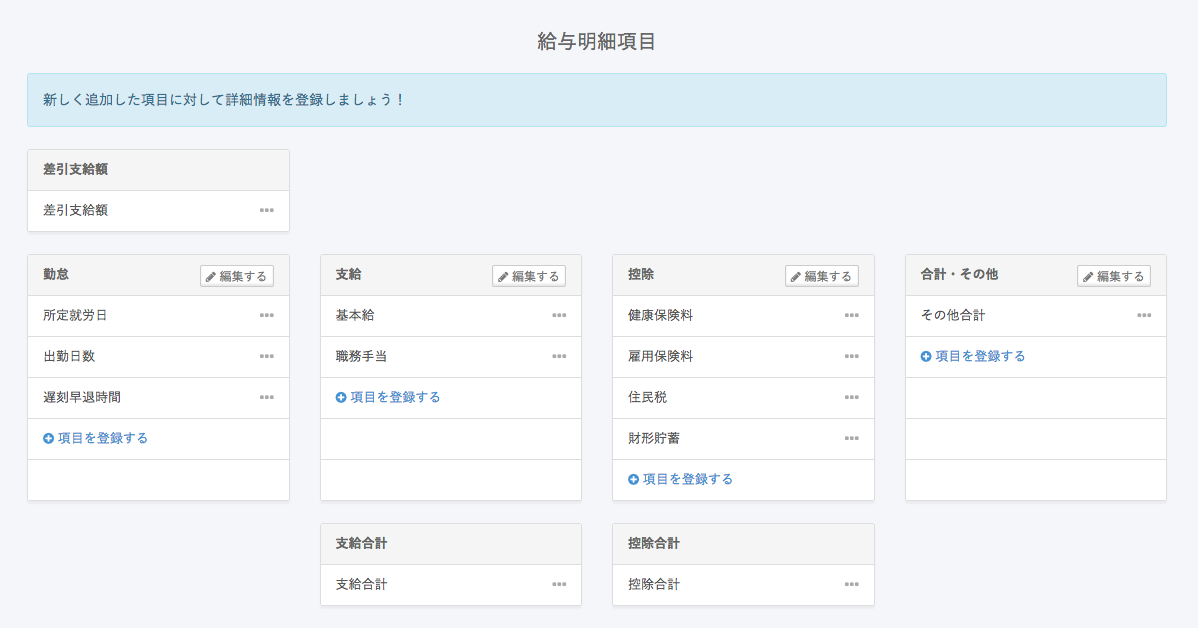 給与明細項目
新しく追加した項目に対して詳細情報を登録しましょう！
差引支給額
差引支給額
勤怠 編集する
所定就労日
出勤日数
遅刻早退時間
項目を登録する
支給 編集する
基本給
職務手当
項目を登録する
控除 編集する
健康保険料
雇用保険料
住民税
財形貯蓄
項目を登録する
合計・その他 編集する
その他合計
項目を登録する
支給合計
支給合計
控除合計
控除合計